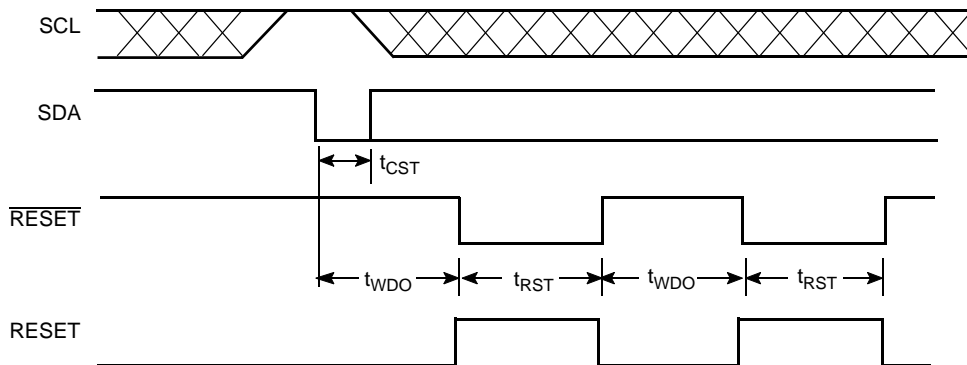 SCL
SDA
tCST
RESET
tWDO tRST tWDO tRST
RESET